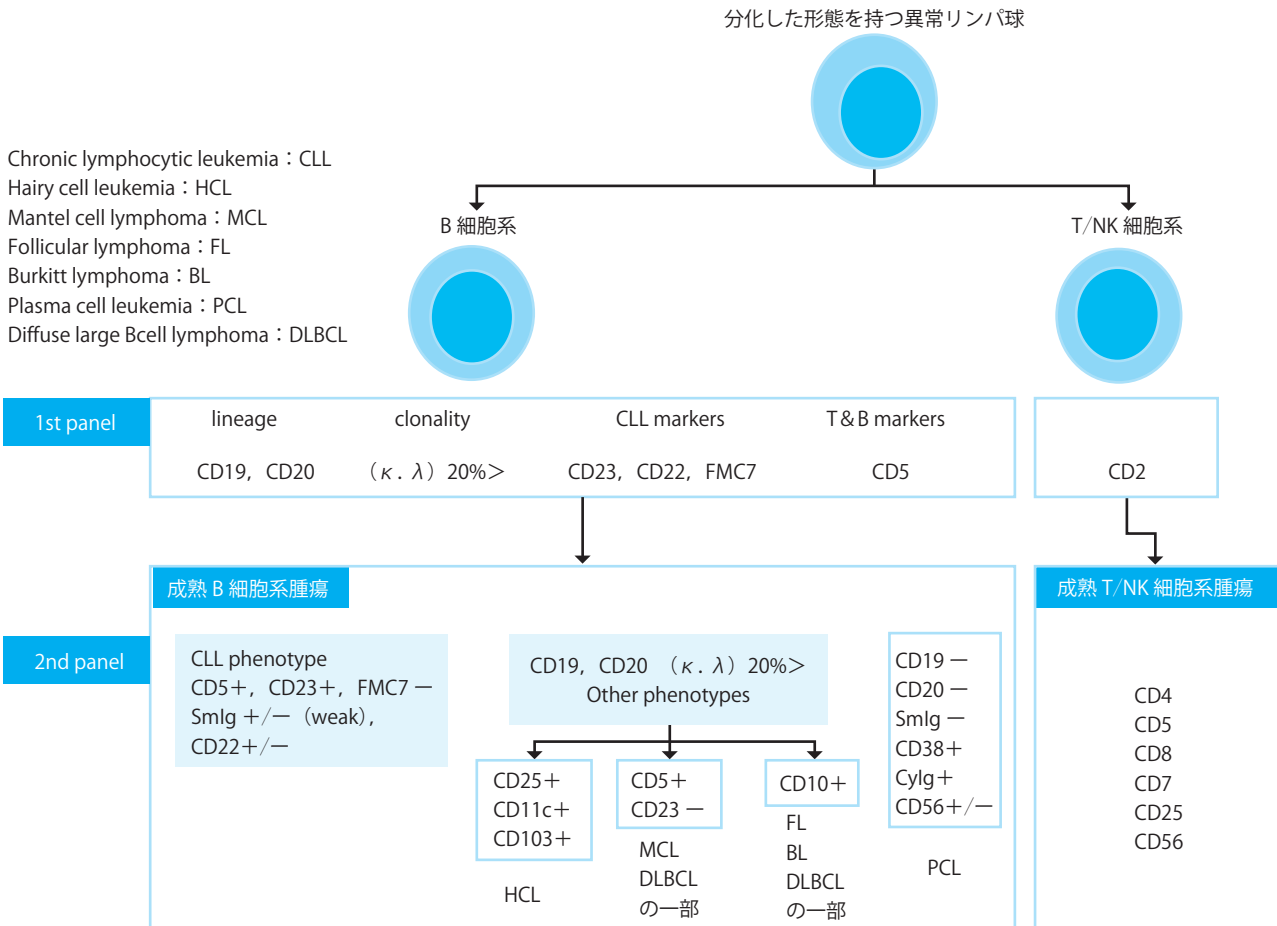 分化した形態を持つ異常リンパ球
Chronic lymphocytic leukemia：CLL
Hairy cell leukemia：HCL
Mantel cell lymphoma：MCL
Follicular lymphoma：FL
Burkitt lymphoma：BL
Plasma cell leukemia：PCL
Diffuse large Bcell lymphoma：DLBCL
B 細胞系
T/NK 細胞系
1st panel
lineage
clonality
CLL markers
T＆B markers
CD19，CD20
（κ．λ）20%＞
CD23，CD22，FMC7
CD5
CD2
成熟 B 細胞系腫瘍
成熟 T/NK 細胞系腫瘍
2nd panel
CLL phenotype
CD5＋，CD23＋，FMC7 −
SmIg ＋/−（weak），
CD22＋/−
CD19，CD20 （κ．λ）20%＞
Other phenotypes
CD25＋
CD11c＋
CD103＋
HCL
CD5＋
CD23 −
MCL
DLBCL
の一部
CD10＋
FL
BL
DLBCL
の一部
CD19 −
CD20 −
SmIg −
CD38＋
CyIg＋
CD56＋/−
PCL
CD4
CD5
CD8
CD7
CD25
CD56